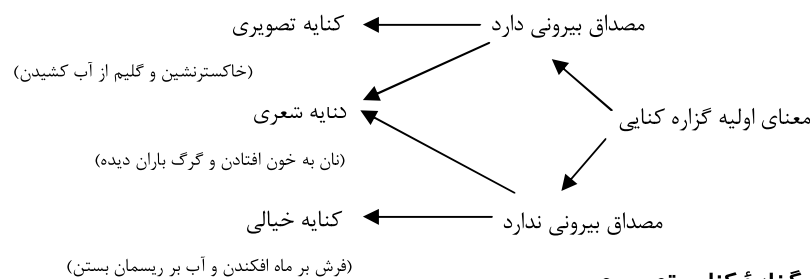 مصداق بیرونی دارد
کنایه تصویری
(خاکسترنشین و گلیم از آب کشیدن)
معنای اولیه گزاره کنایی
کنایه شعری
(نان به خون افتادن و گرگ باران دیده)
مصداق بیرونی ندارد
کنایه خیالی
(فرش بر ماه افکندن و آب بر ریسمان بستن)